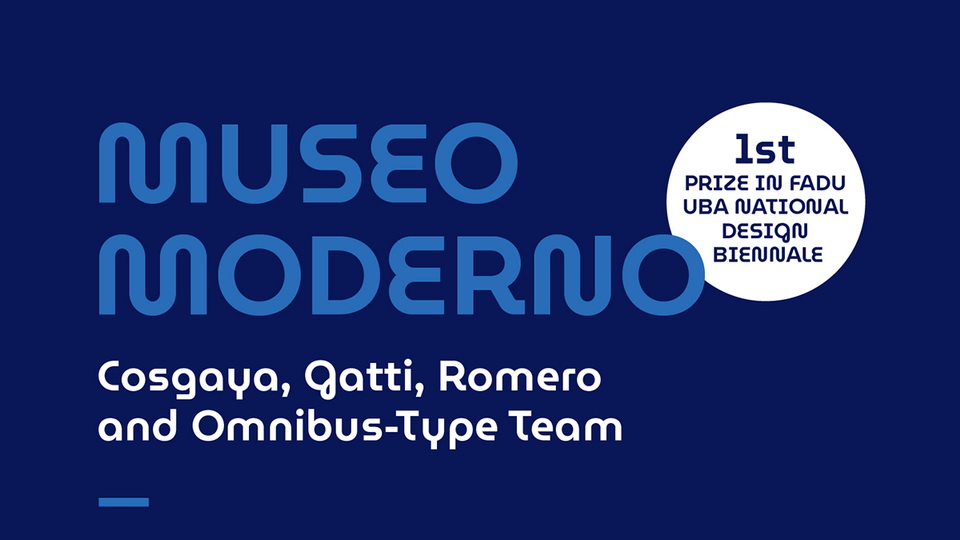 MUSEO
MODERNO
1st
PRIZE IN FADU
UBA NATIONAL
DESIGN
BIENNALE
Cosgaya, Gatti, Romero
and Omnibus-Type Team